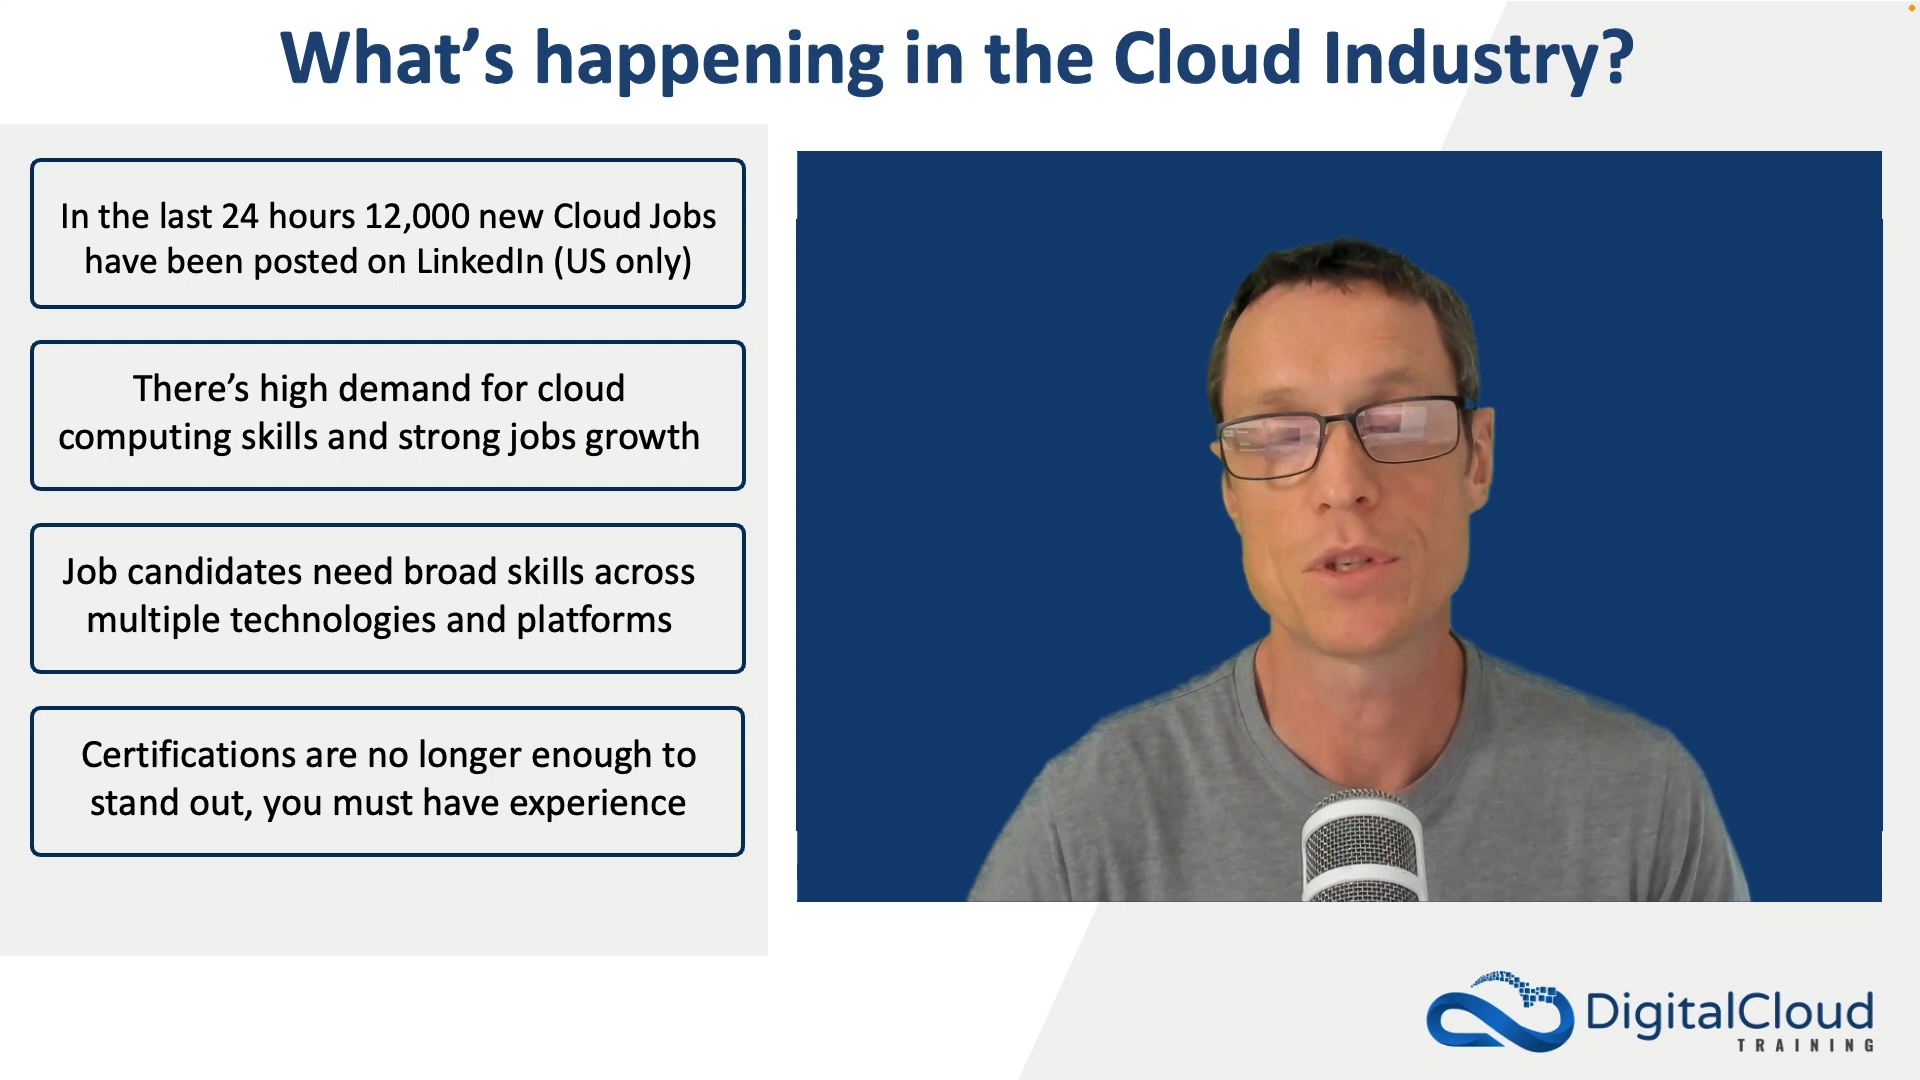 What’s happening in the Cloud Industry?
In the last 24 hours 12,000 new Cloud Jobs
have been posted on LinkedIn (US only)
There’s high demand for cloud
computing skills and strong jobs growth
Job candidates need broad skills across
multiple technologies and platforms
Certifications are no longer enough to
stand out, you must have experience
DigitalCloud
TRAINING